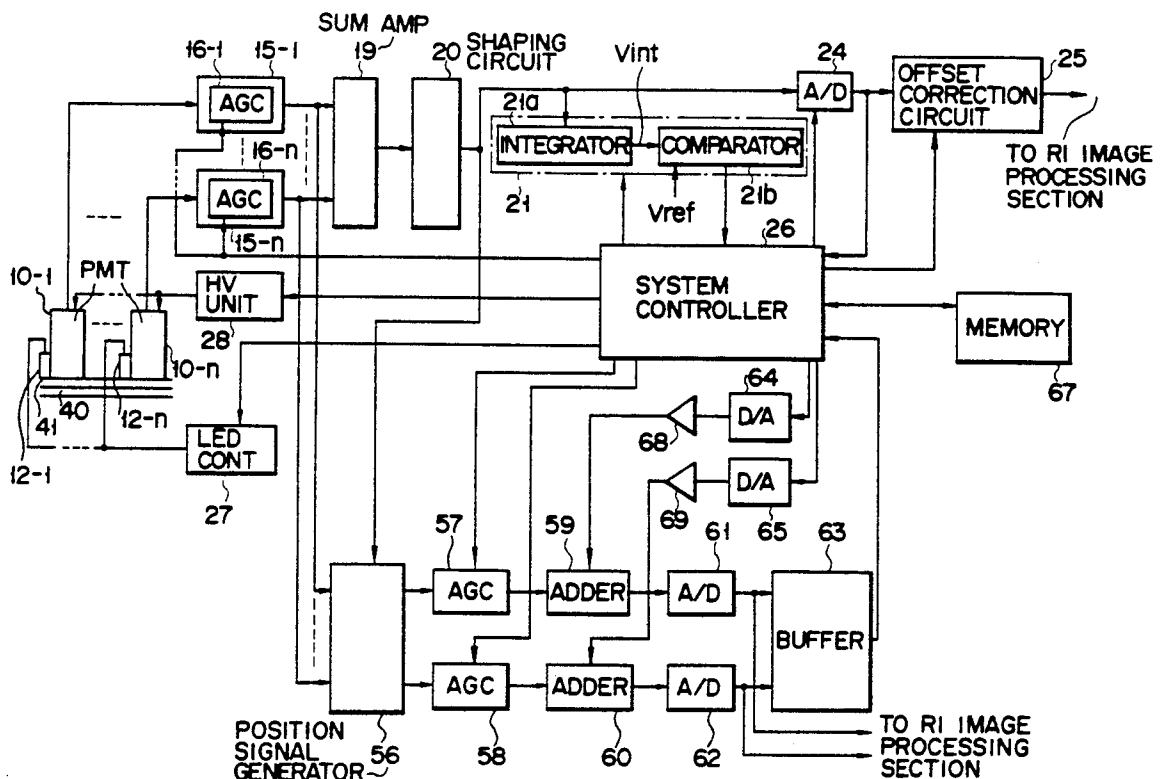 SUM AMP
16-1
15-1
19
20
SHAPING
CIRCUIT
Vint
24
25
AGC
A/D
OFFSET
CORRECTION
CIRCUIT
21a
INTEGRATOR
COMPARATOR
16-n
AGC
21
21b
Vref
TO RI IMAGE
PROCESSING
SECTION
15-n
26
10-1
PMT
HV
UNIT
SYSTEM
CONTROLLER
MEMORY
28
10-n
67
12-1
41
40
12-n
64
D/A
68
LED
CONT
27
D/A
69
65
57
59
61
63
AGC
ADDER
A/D
BUFFER
AGC
ADDER
A/D
POSITION
SIGNAL
GENERATOR
56
58
60
62
TO RI IMAGE
PROCESSING
SECTION